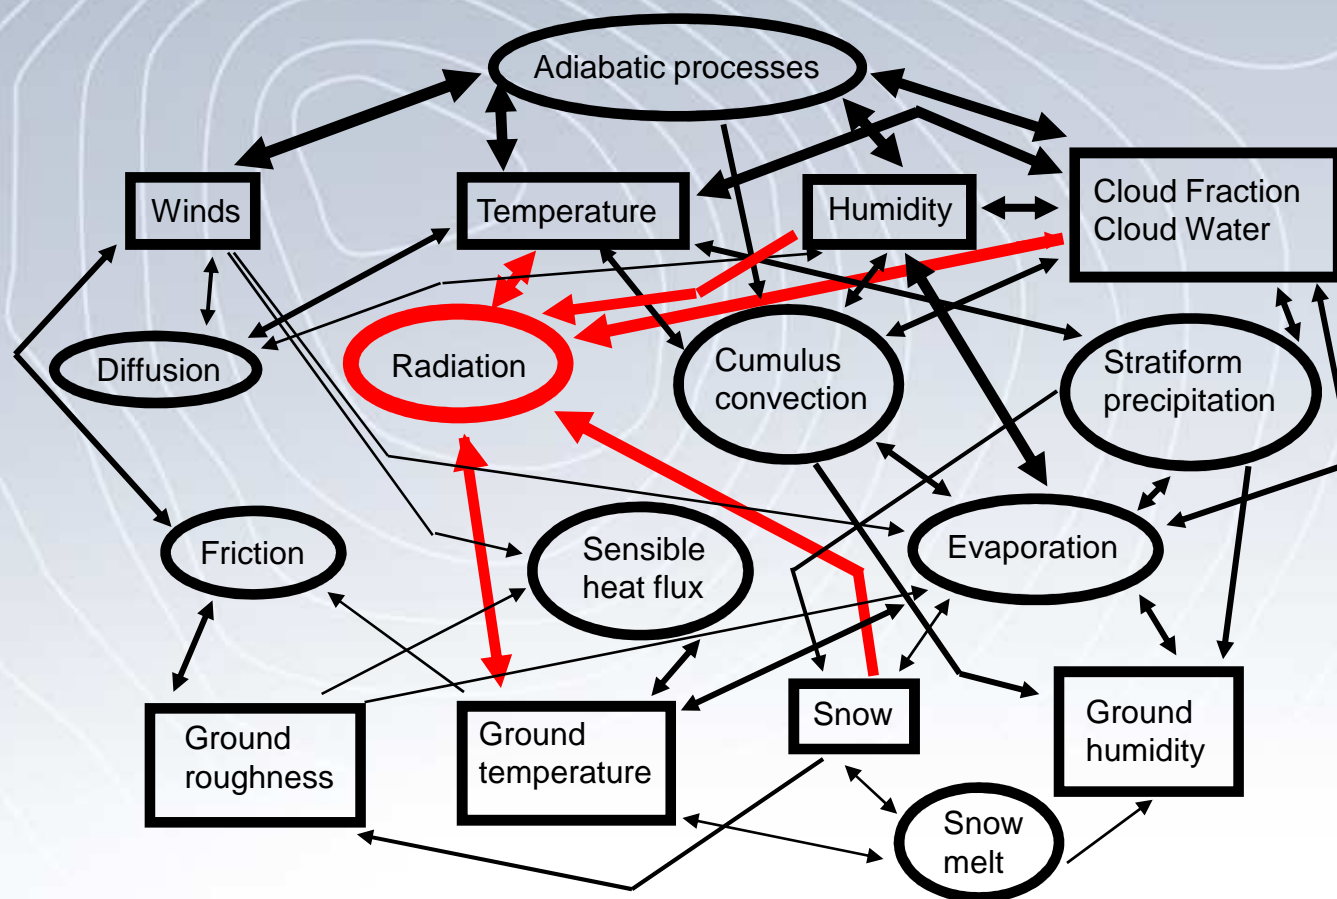 Adiabatic processes
Winds
Temperature
Humidity
Cloud Fraction
Cloud Water
Diffusion
Radiation
Cumulus
convection
Stratiform
precipitation
Friction
Sensible
heat flux
Evaporation
Ground
roughness
Ground
temperature
Snow
Ground
humidity
Snow
melt